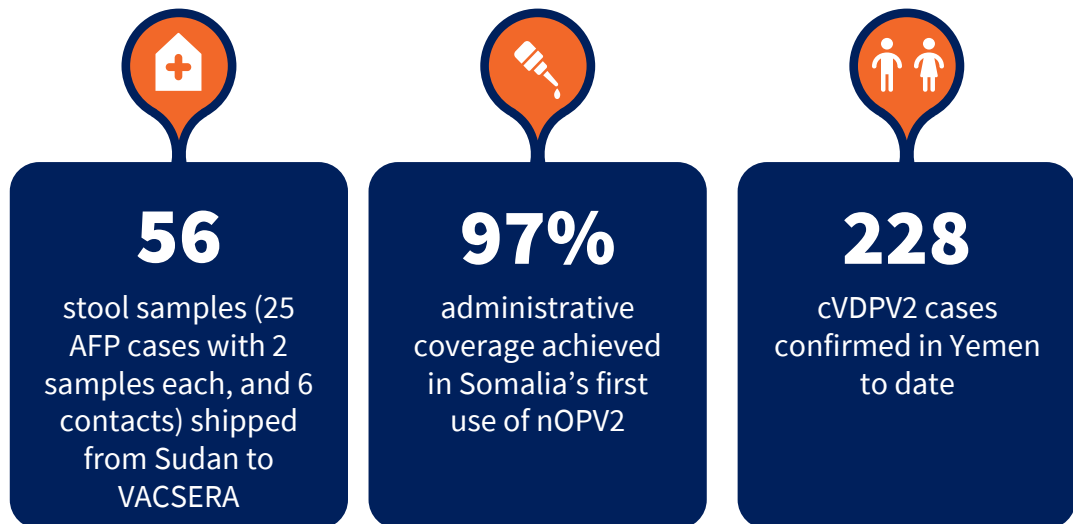 56
stool samples (25
AFP cases with 2
samples each, and 6
contacts) shipped
from Sudan to
VACSERA
97%
administrative
coverage achieved
in Somalia’s first
use of nOPV2
228
cVDPV2 cases
confirmed in Yemen
to date